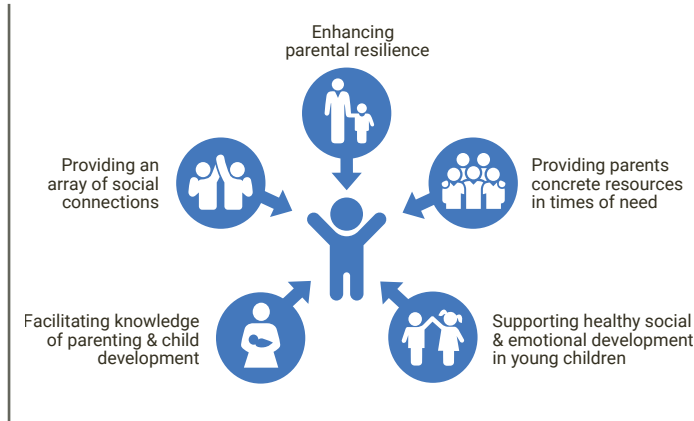 Enhancing
parental resilience
Providing an
array of social
connections
Providing parents
concrete resources
in times of need
Facilitating knowledge
of parenting & child
development
Supporting healthy social
& emotional development
in young children